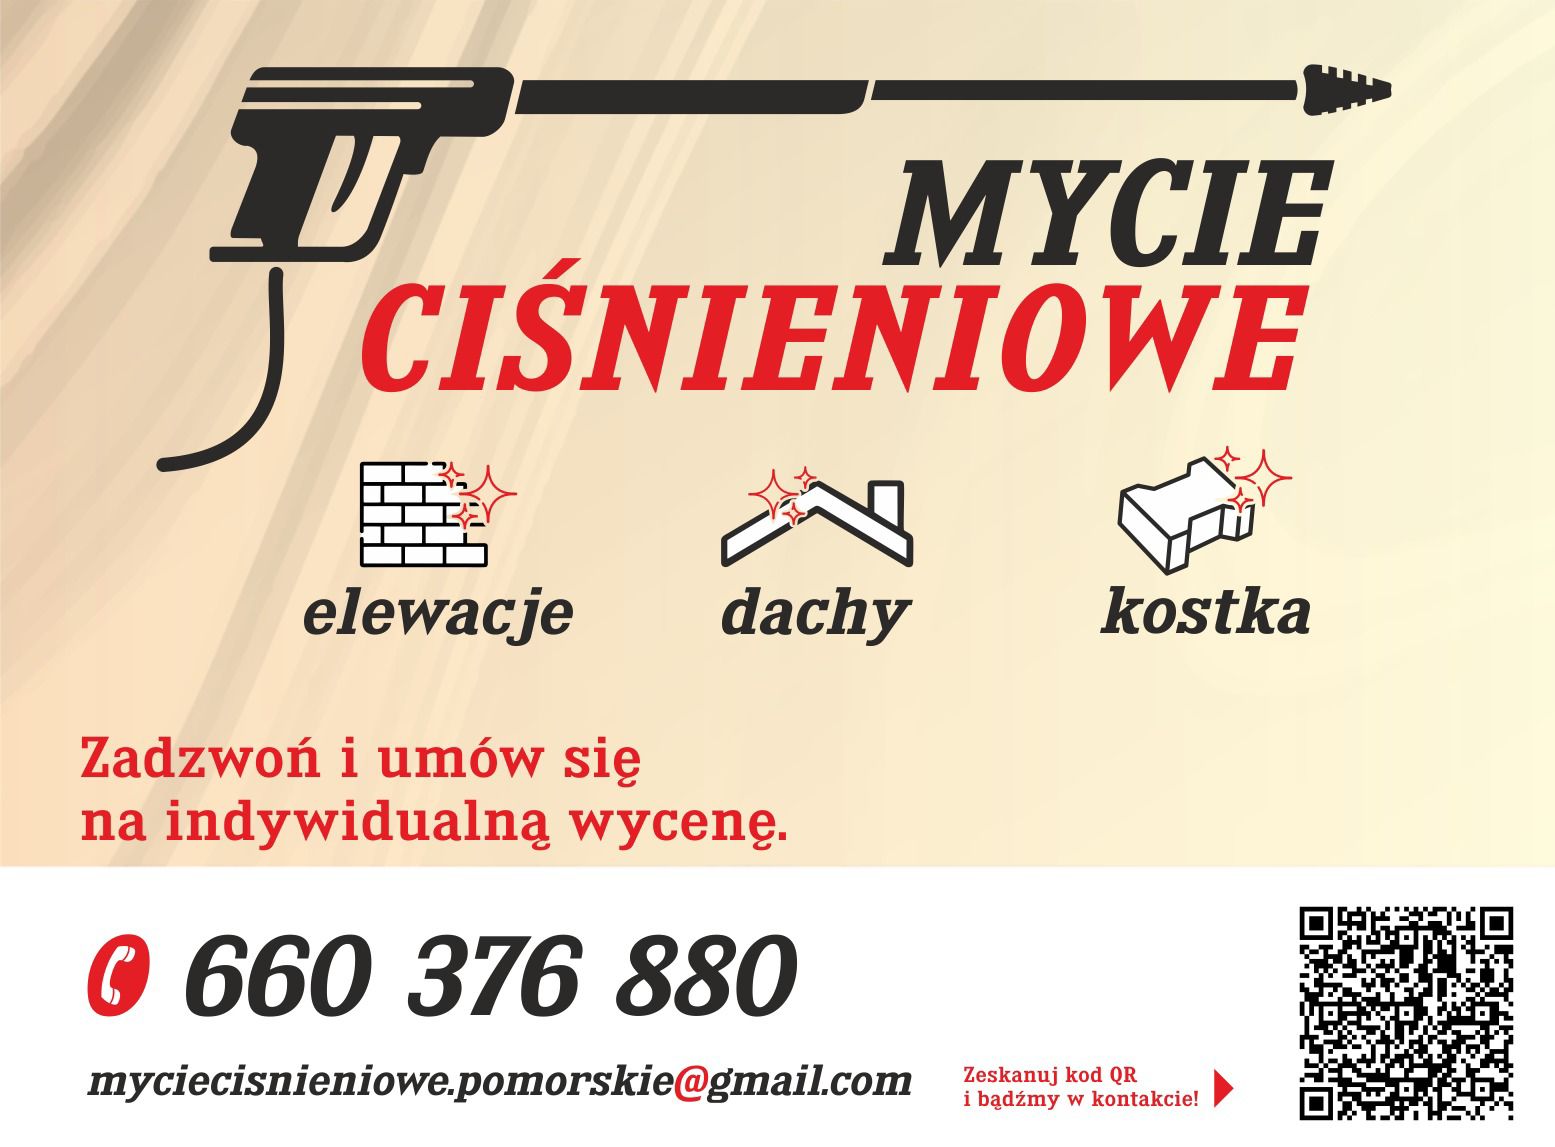 MYCIE
CIŚNIENIOWE
elewacje
dachy
kostka
Zadzwoń i umów się
na indywidualną wycenę.
660 376 880
myciecisnieniowe.pomorskie@gmail.com
Zeskanuj kod QR
i bądźmy w kontakcie!